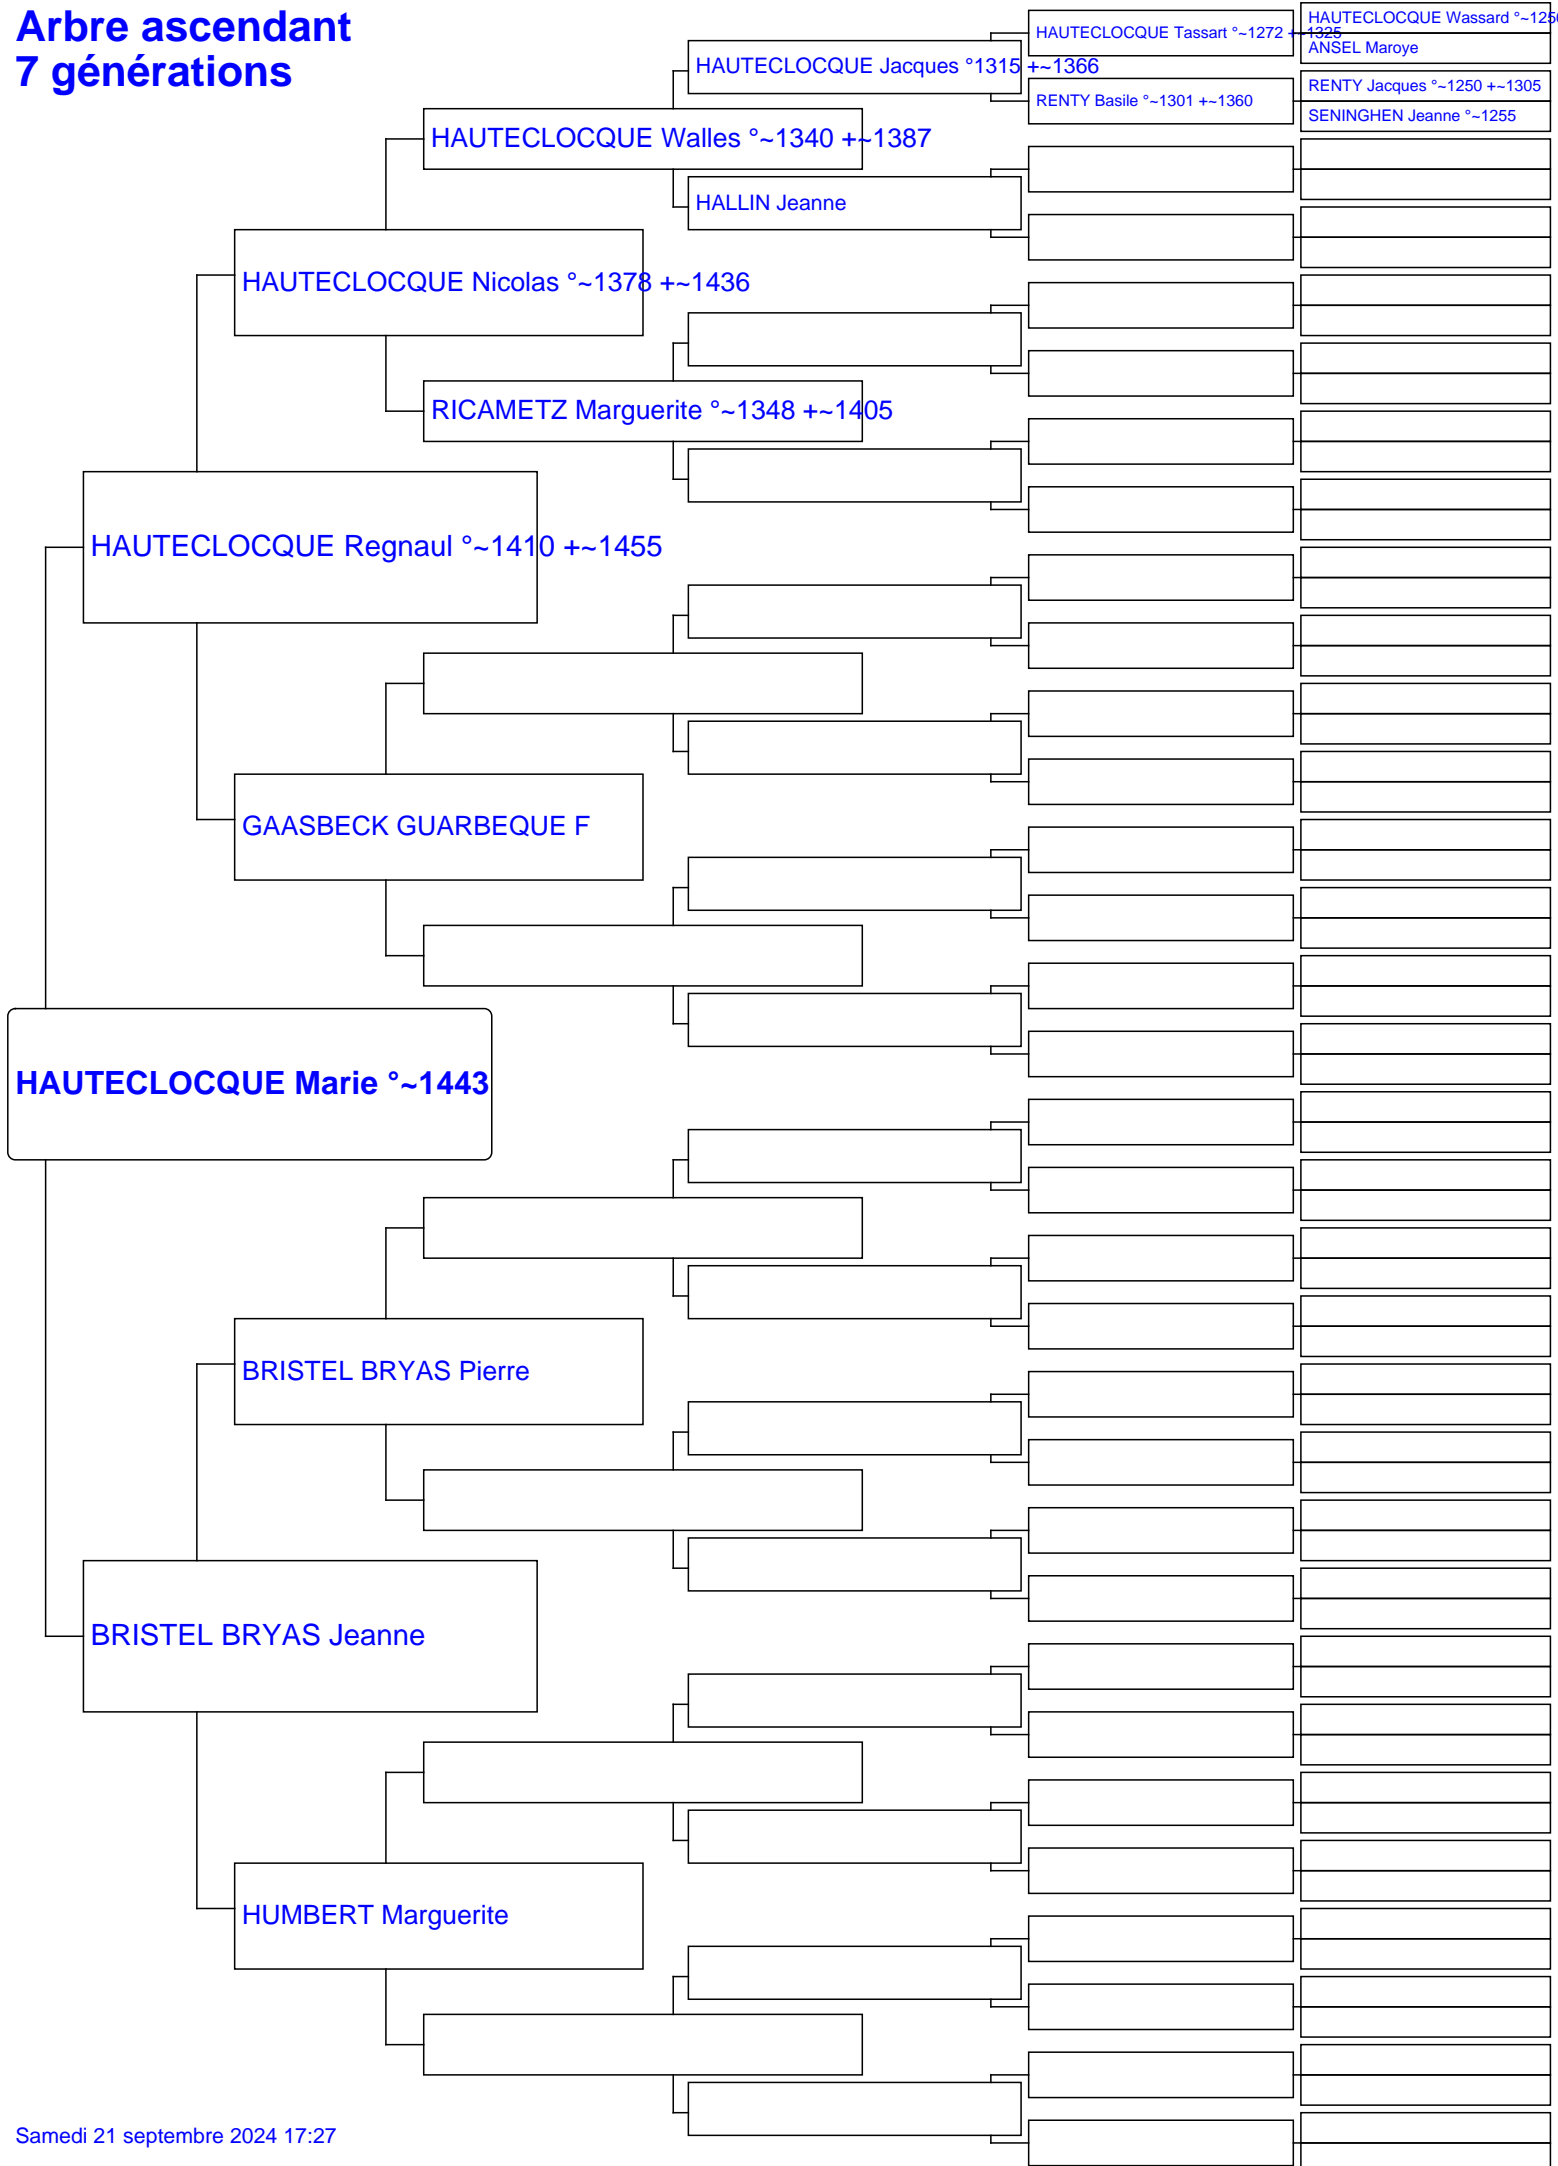 Arbre ascendant
7 générations
HAUTECLOCQUE Wassard °~1250
HAUTECLOCQUE Tassart °~1272 +~1325
ANSEL Maroye
HAUTECLOCQUE Jacques °1315 +~1366
RENTY Jacques °~1250 +~1305
RENTY Basile °~1301 +~1360
SENINGHEN Jeanne °~1255
HAUTECLOCQUE Walles °~1340 +~1387
HALLIN Jeanne
HAUTECLOCQUE Nicolas °~1378 +~1436
RICAMETZ Marguerite °~1348 +~1405
HAUTECLOCQUE Regnaul °~1410 +~1455
GAASBECK GUARBEQUE F
HAUTECLOCQUE Marie °~1443
BRISTEL BRYAS Pierre
BRISTEL BRYAS Jeanne
HUMBERT Marguerite
Samedi 21 septembre 2024 17:27